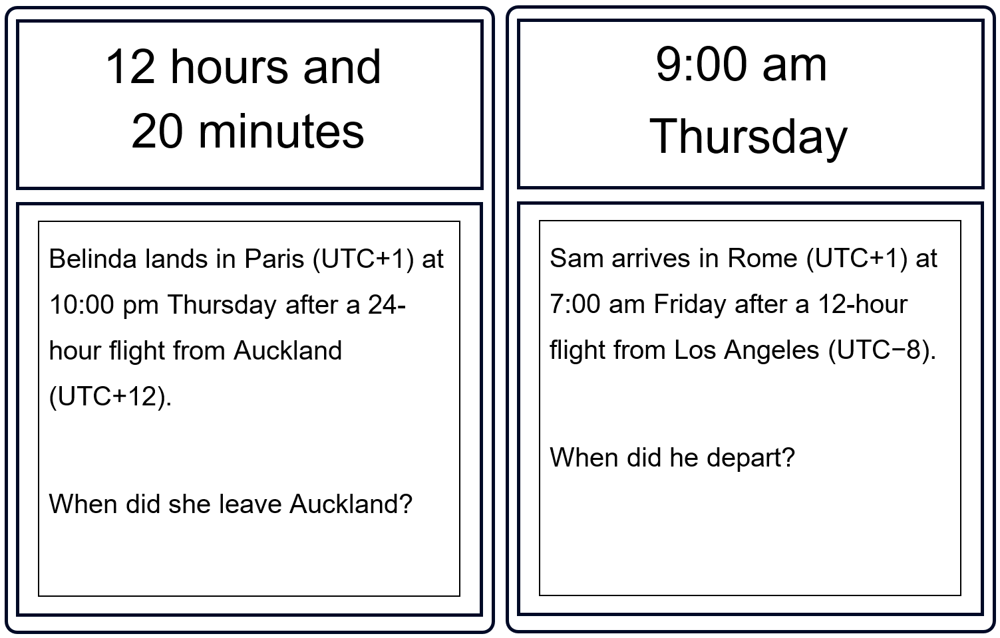 12 hours and
20 minutes
Belinda lands in Paris (UTC+1) at
10:00 pm Thursday after a 24-
hour flight from Auckland
(UTC+12).
When did she leave Auckland?
9:00 am
Thursday
Sam arrives in Rome (UTC+1) at
7:00 am Friday after a 12-hour
flight from Los Angeles (UTC−8).
When did he depart?